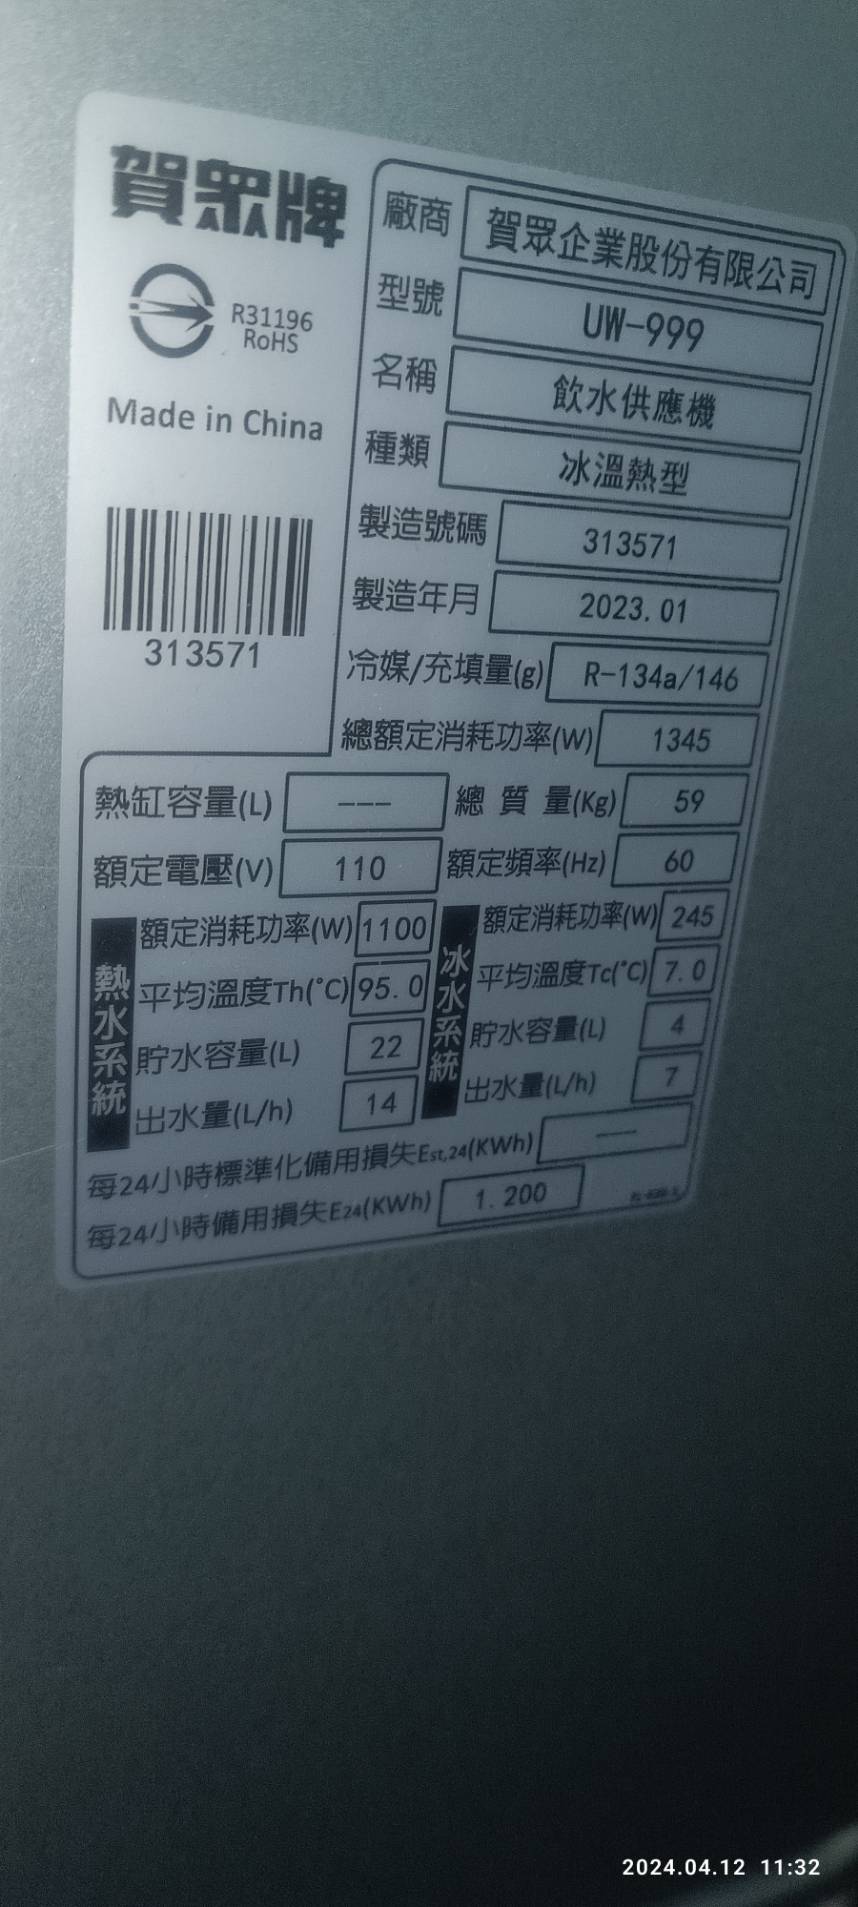 賀眾牌
R31196
RoHS
Made in China
313571
廠商 賀眾企業股份有限公司
型號 UW-999
名稱 飲水供應機
種類 冰溫熱型
製造號碼 313571
製造年月 2023.01
冷媒/充填量(g) R-134a/146
總額定消耗功率(W) 1345
熱缸容量(L) --- 總質量(Kg) 59
額定電壓(V) 110 額定頻率(Hz) 60
熱水系統
額定消耗功率(W) 1100
平均溫度Th(°C) 95.0
貯水容量(L) 22
出水量(L/h) 14
冰水系統
額定消耗功率(W) 245
平均溫度Tc(°C) 7.0
貯水容量(L) 4
出水量(L/h) 7
每24小時標準化備用損失Est,24(KWh) ---
每24小時備用損失E24(KWh) 1.200
2024.04.12 11:32